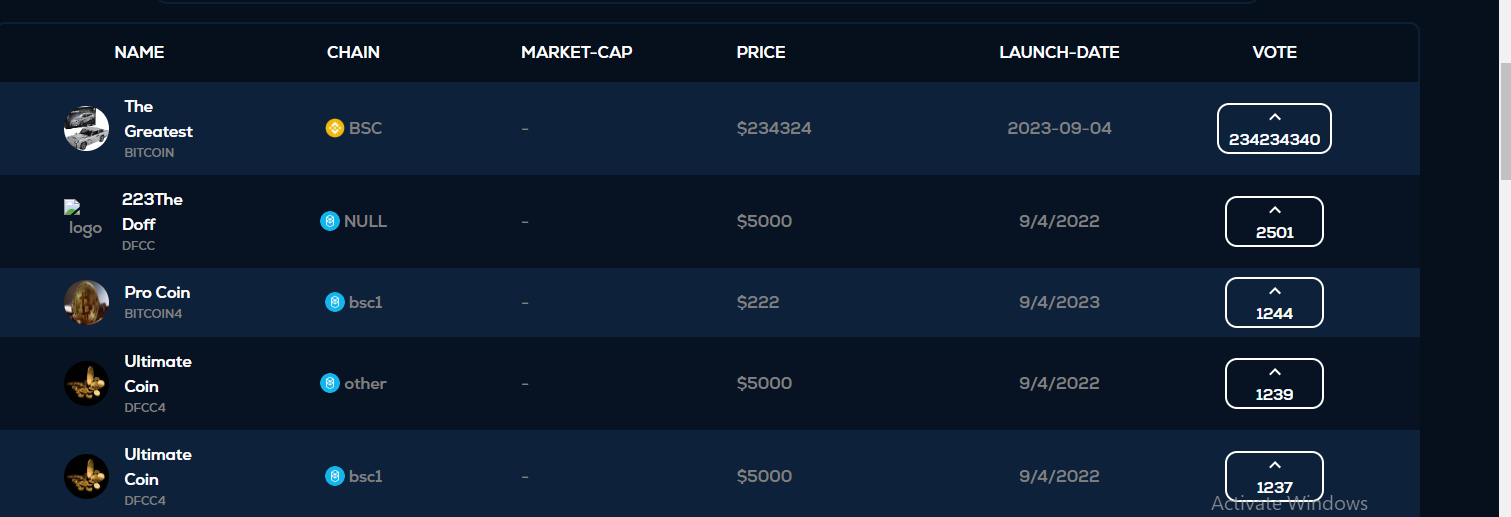 NAME CHAIN MARKET-CAP PRICE LAUNCH-DATE VOTE
The
Greatest
BITCOIN
BSC
-
$234324
2023-09-04
234234340
223The
Doff
DFCC
logo
NULL
-
$5000
9/4/2022
2501
Pro Coin
BITCOIN4
bsc1
-
$222
9/4/2023
1244
Ultimate
Coin
DFCC4
other
-
$5000
9/4/2022
1239
Ultimate
Coin
DFCC4
bsc1
-
$5000
9/4/2022
1237
Activate Windows